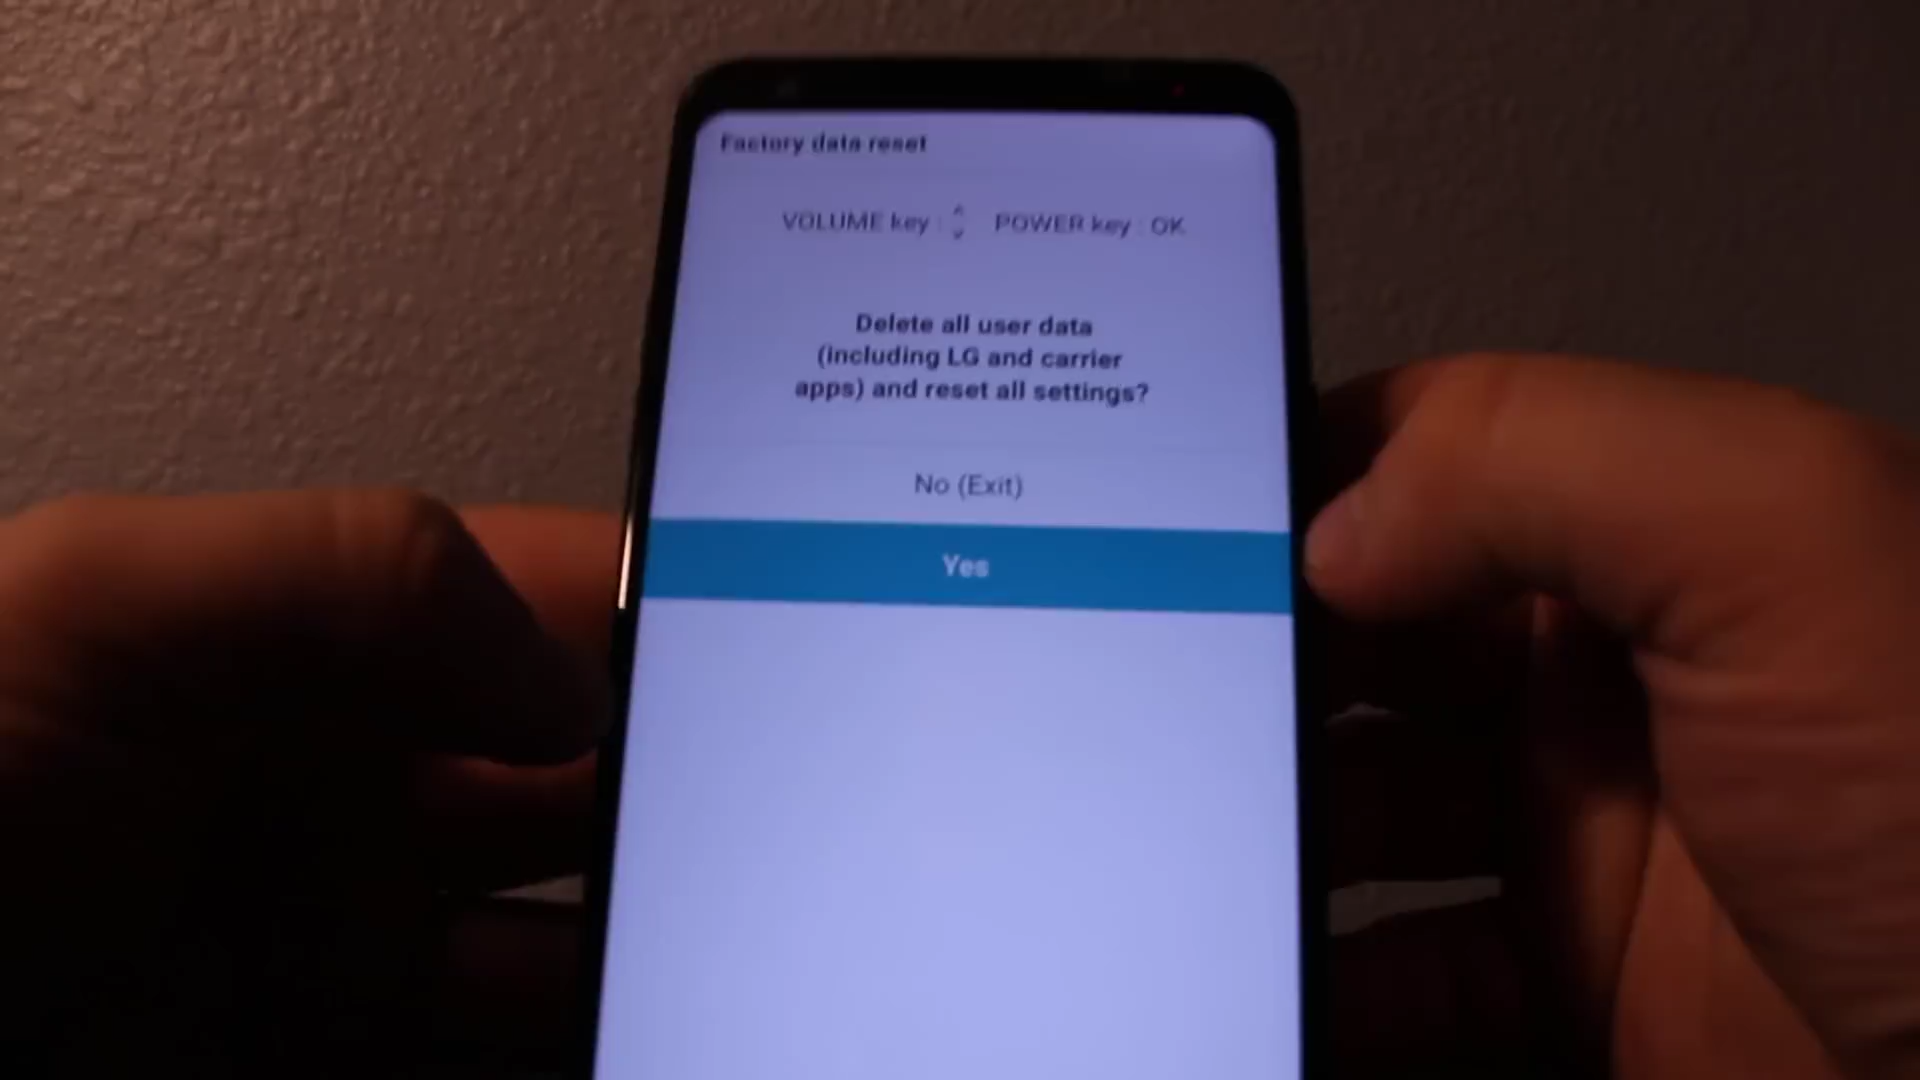 Factory data reset
VOLUME key : POWER key : OK
Delete all user data
(including LG and carrier
apps) and reset all settings?
No (Exit)
Yes